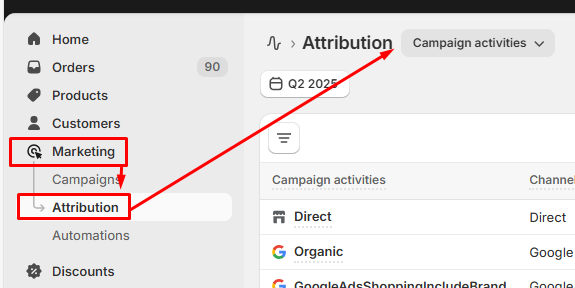 Home
Orders 90
Products
Customers
Marketing
Campaigns
Attribution
Automations
Discounts
Attribution Campaign activities
Q2 2025
Campaign activities Channel
Direct Direct
Organic Google
GoogleAdsShoppingIncludeBrand Google